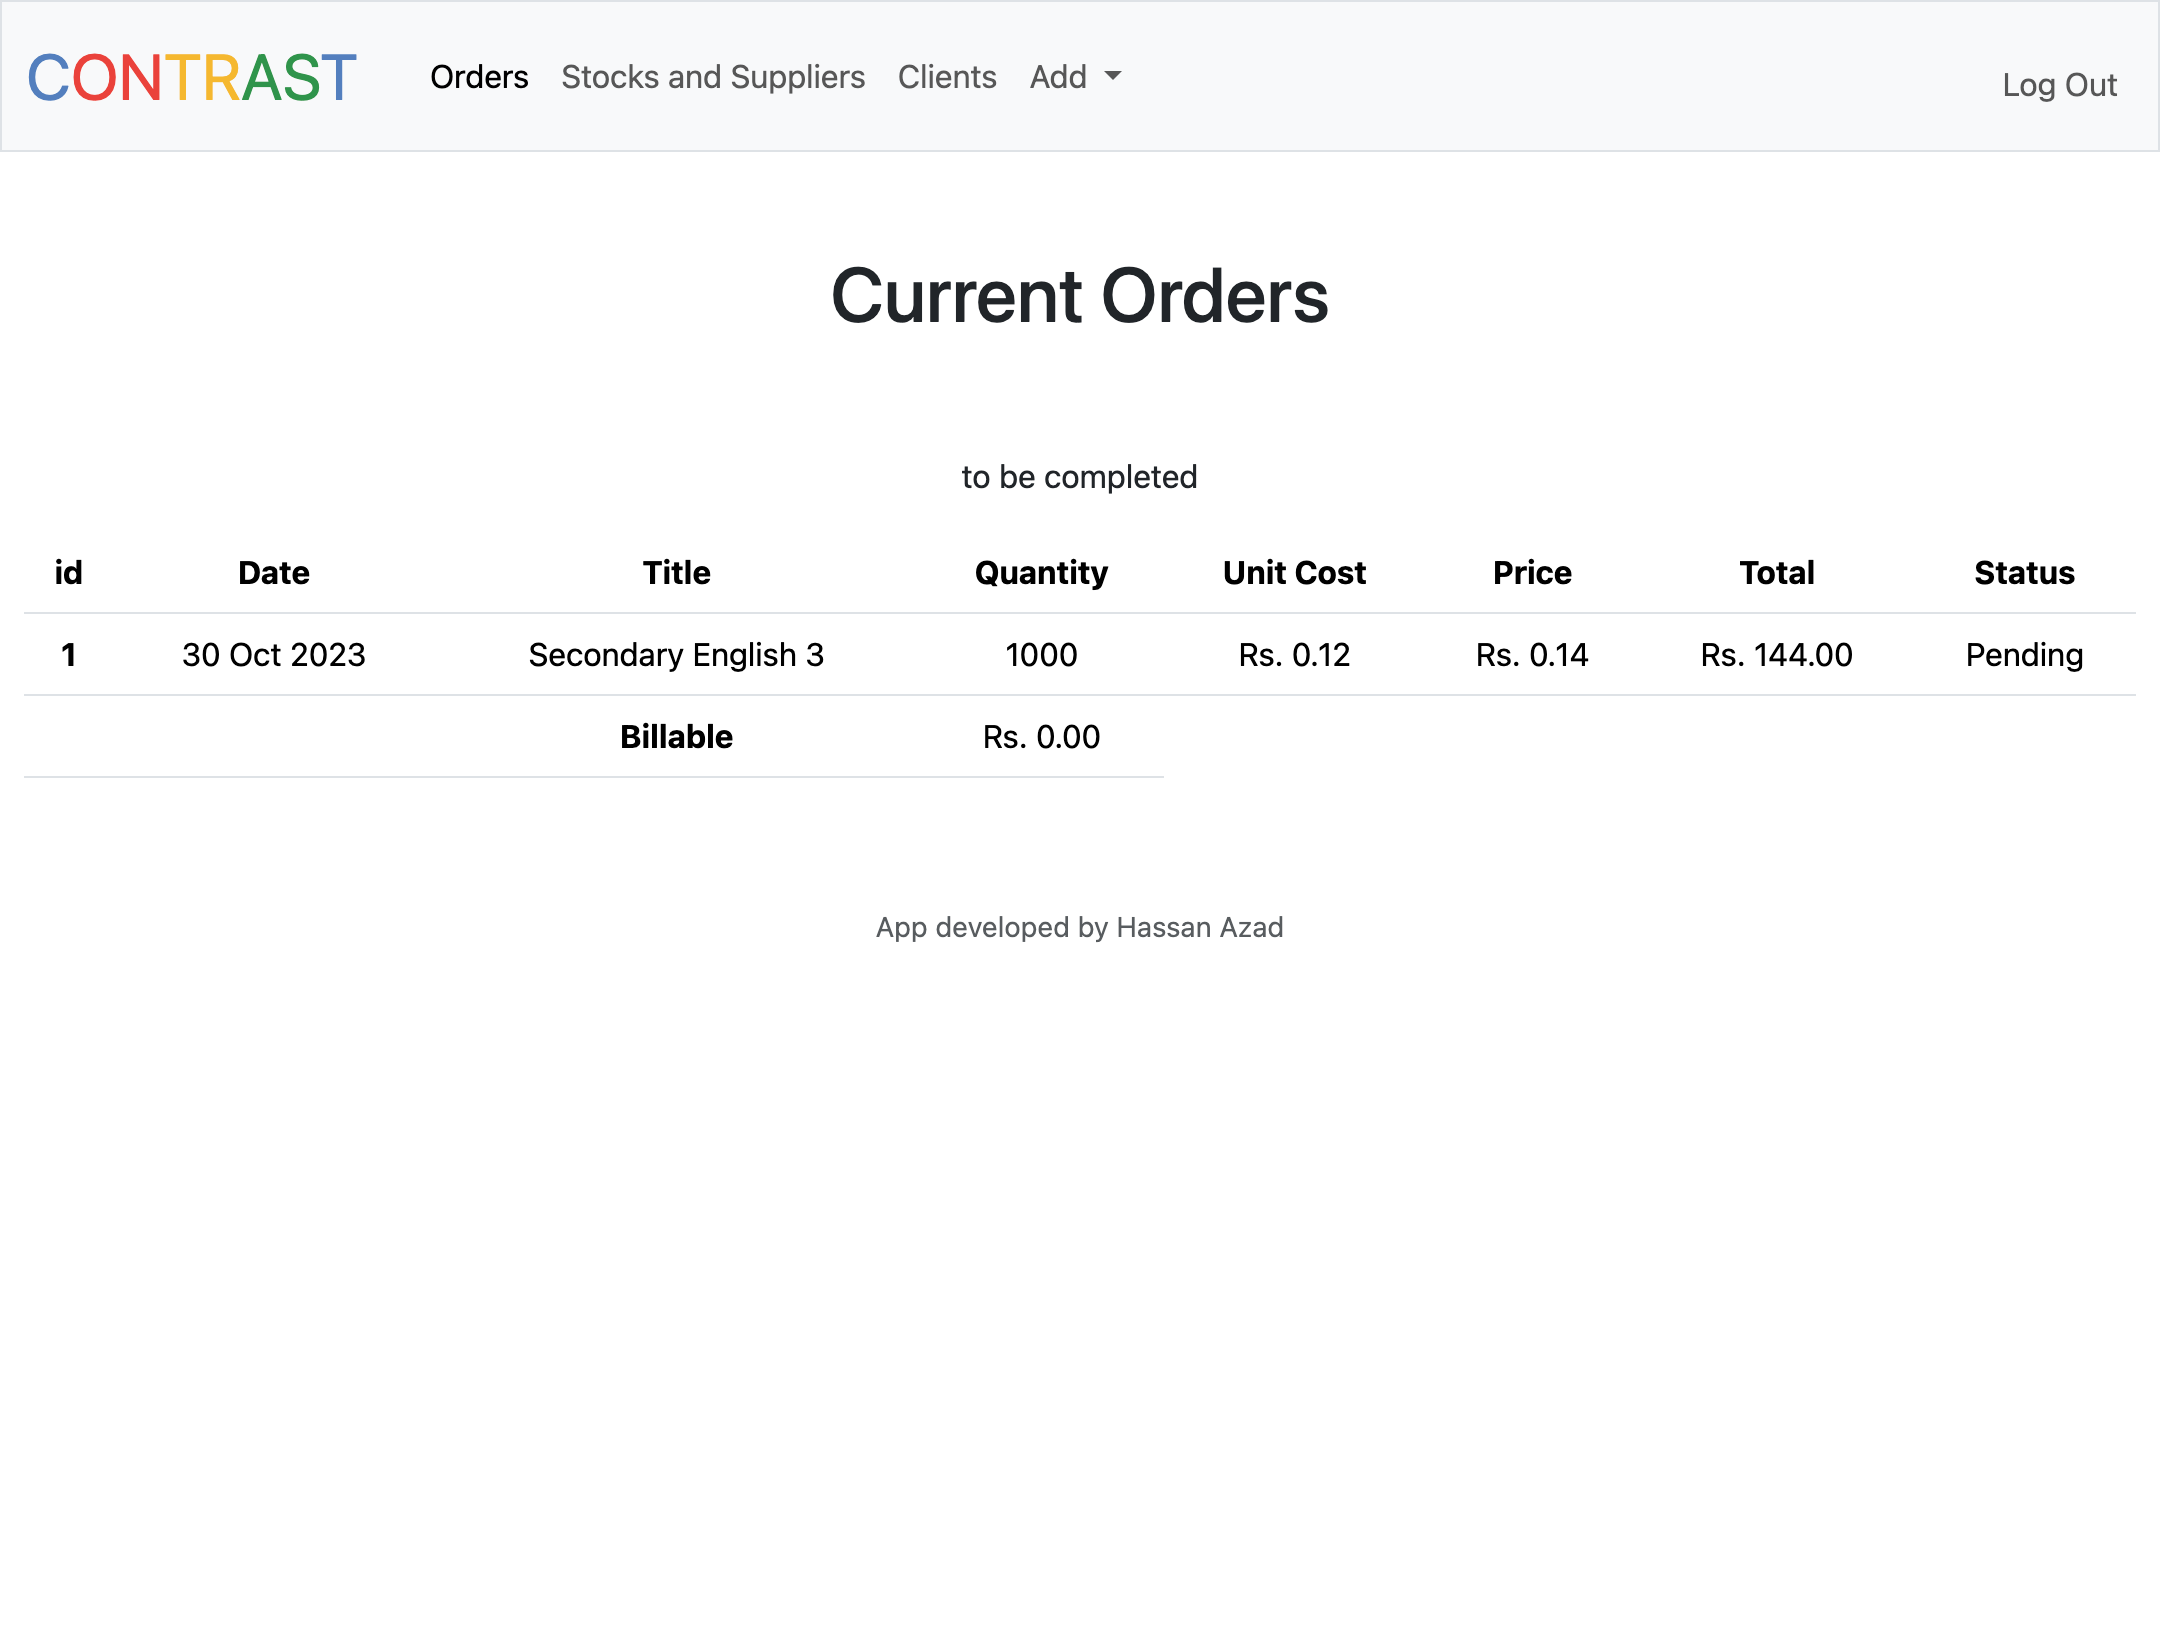 CONTRAST Orders Stocks and Suppliers Clients Add Log Out
Current Orders
to be completed
id Date Title Quantity Unit Cost Price Total Status
1 30 Oct 2023 Secondary English 3 1000 Rs. 0.12 Rs. 0.14 Rs. 144.00 Pending
Billable Rs. 0.00
App developed by Hassan Azad